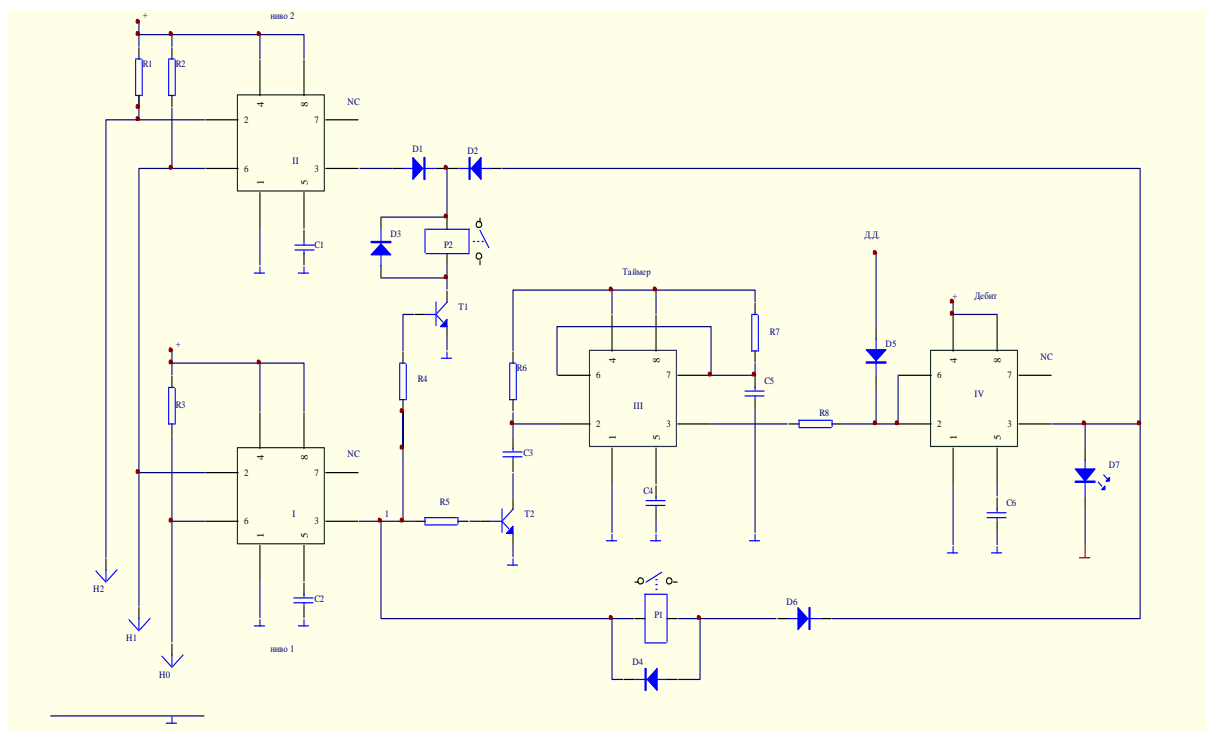 +
ниво 2
R1
R2
4
8
2
7
NC
II
6
3
1
5
C1
D1
D2
D3
P2
T1
Д.Д.
Таймер
+
Дебит
R7
D5
4
8
6
7
III
2
3
1
5
C5
R6
C3
C4
R8
4
8
6
7
NC
IV
2
3
1
5
C6
D7
+
R3
R4
4
8
2
7
NC
I
6
3
1
5
1
R5
T2
C2
H2
H1
H0
ниво 1
P1
D6
D4